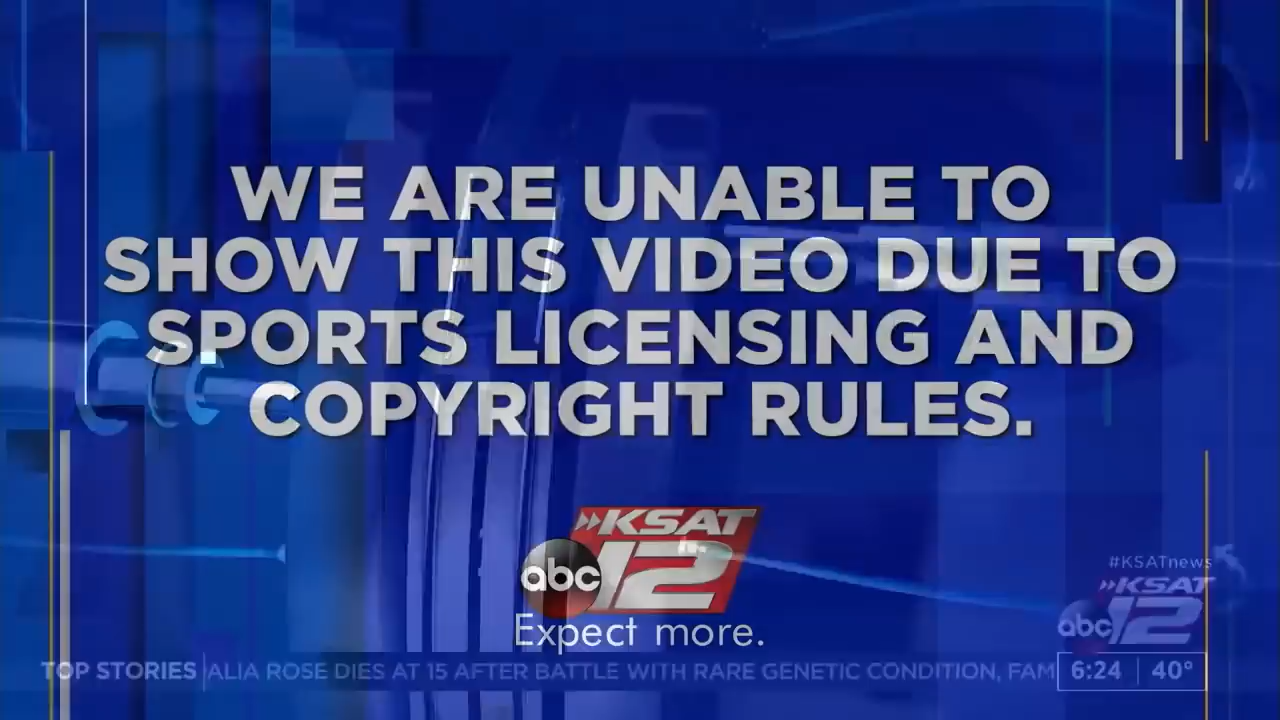 WE ARE UNABLE TO
SHOW THIS VIDEO DUE TO
SPORTS LICENSING AND
COPYRIGHT RULES.
KSAT
abc 12
Expect more.
#KSATnews
KSAT
abc 12
TOP STORIES ALIA ROSE DIES AT 15 AFTER BATTLE WITH RARE GENETIC CONDITION, FAM 6:24 40°